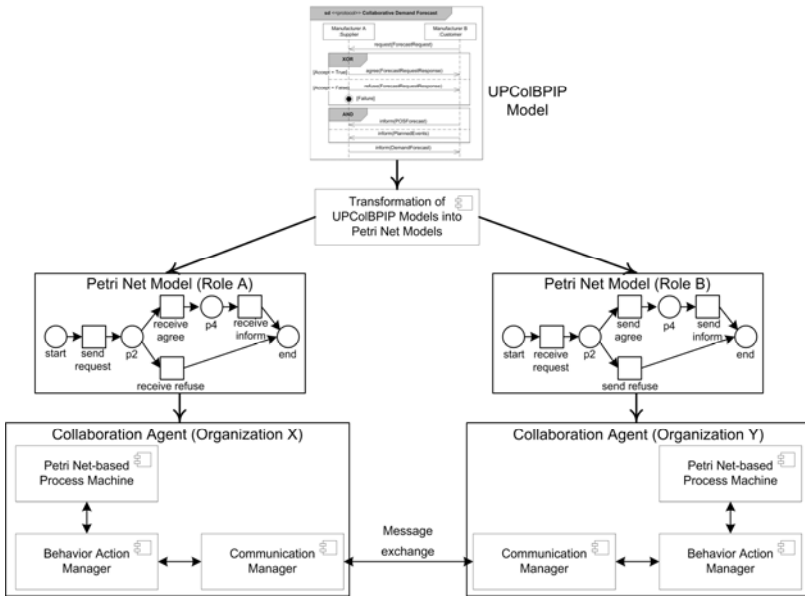 sd <<protocol>> Collaborative Demand Forecast
Manufacturer A
Supplier
Manufacturer B
Customer
request(ForecastRequest)
XOR
[Accept = True]
agree(ForecastRequestResponse)
[Accept = False]
refuse(ForecastRequestResponse)
[Failure]
AND
inform(POSForecast)
inform(PlannedEvents)
inform(DemandForecast)
UPColBPIP
Model
Transformation of
UPColBPIP Models into
Petri Net Models
Petri Net Model (Role A)
start
send
request
p2
receive
agree
p4
receive
inform
end
receive refuse
Petri Net Model (Role B)
start
receive
request
p2
send
agree
p4
send
inform
end
send refuse
Collaboration Agent (Organization X)
Petri Net-based
Process Machine
Behavior Action
Manager
Communication
Manager
Message
exchange
Collaboration Agent (Organization Y)
Petri Net-based
Process Machine
Communication
Manager
Behavior Action
Manager